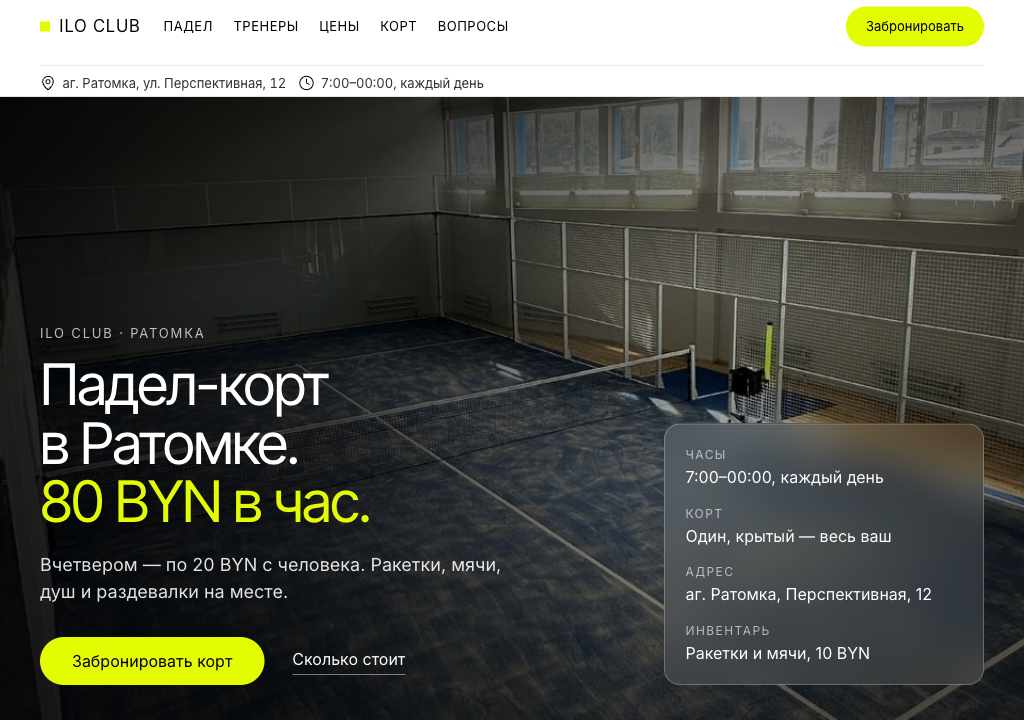 ILO CLUB ПАДЕЛ ТРЕНЕРЫ ЦЕНЫ КОРТ ВОПРОСЫ Забронировать
аг. Ратомка, ул. Перспективная, 12 7:00–00:00, каждый день
ILO CLUB · РАТОМКА
Падел-корт
в Ратомке.
80 BYN в час.
Вчетвером — по 20 BYN с человека. Ракетки, мячи,
душ и раздевалки на месте.
Забронировать корт Сколько стоит
ЧАСЫ
7:00–00:00, каждый день
КОРТ
Один, крытый — весь ваш
АДРЕС
аг. Ратомка, Перспективная, 12
ИНВЕНТАРЬ
Ракетки и мячи, 10 BYN